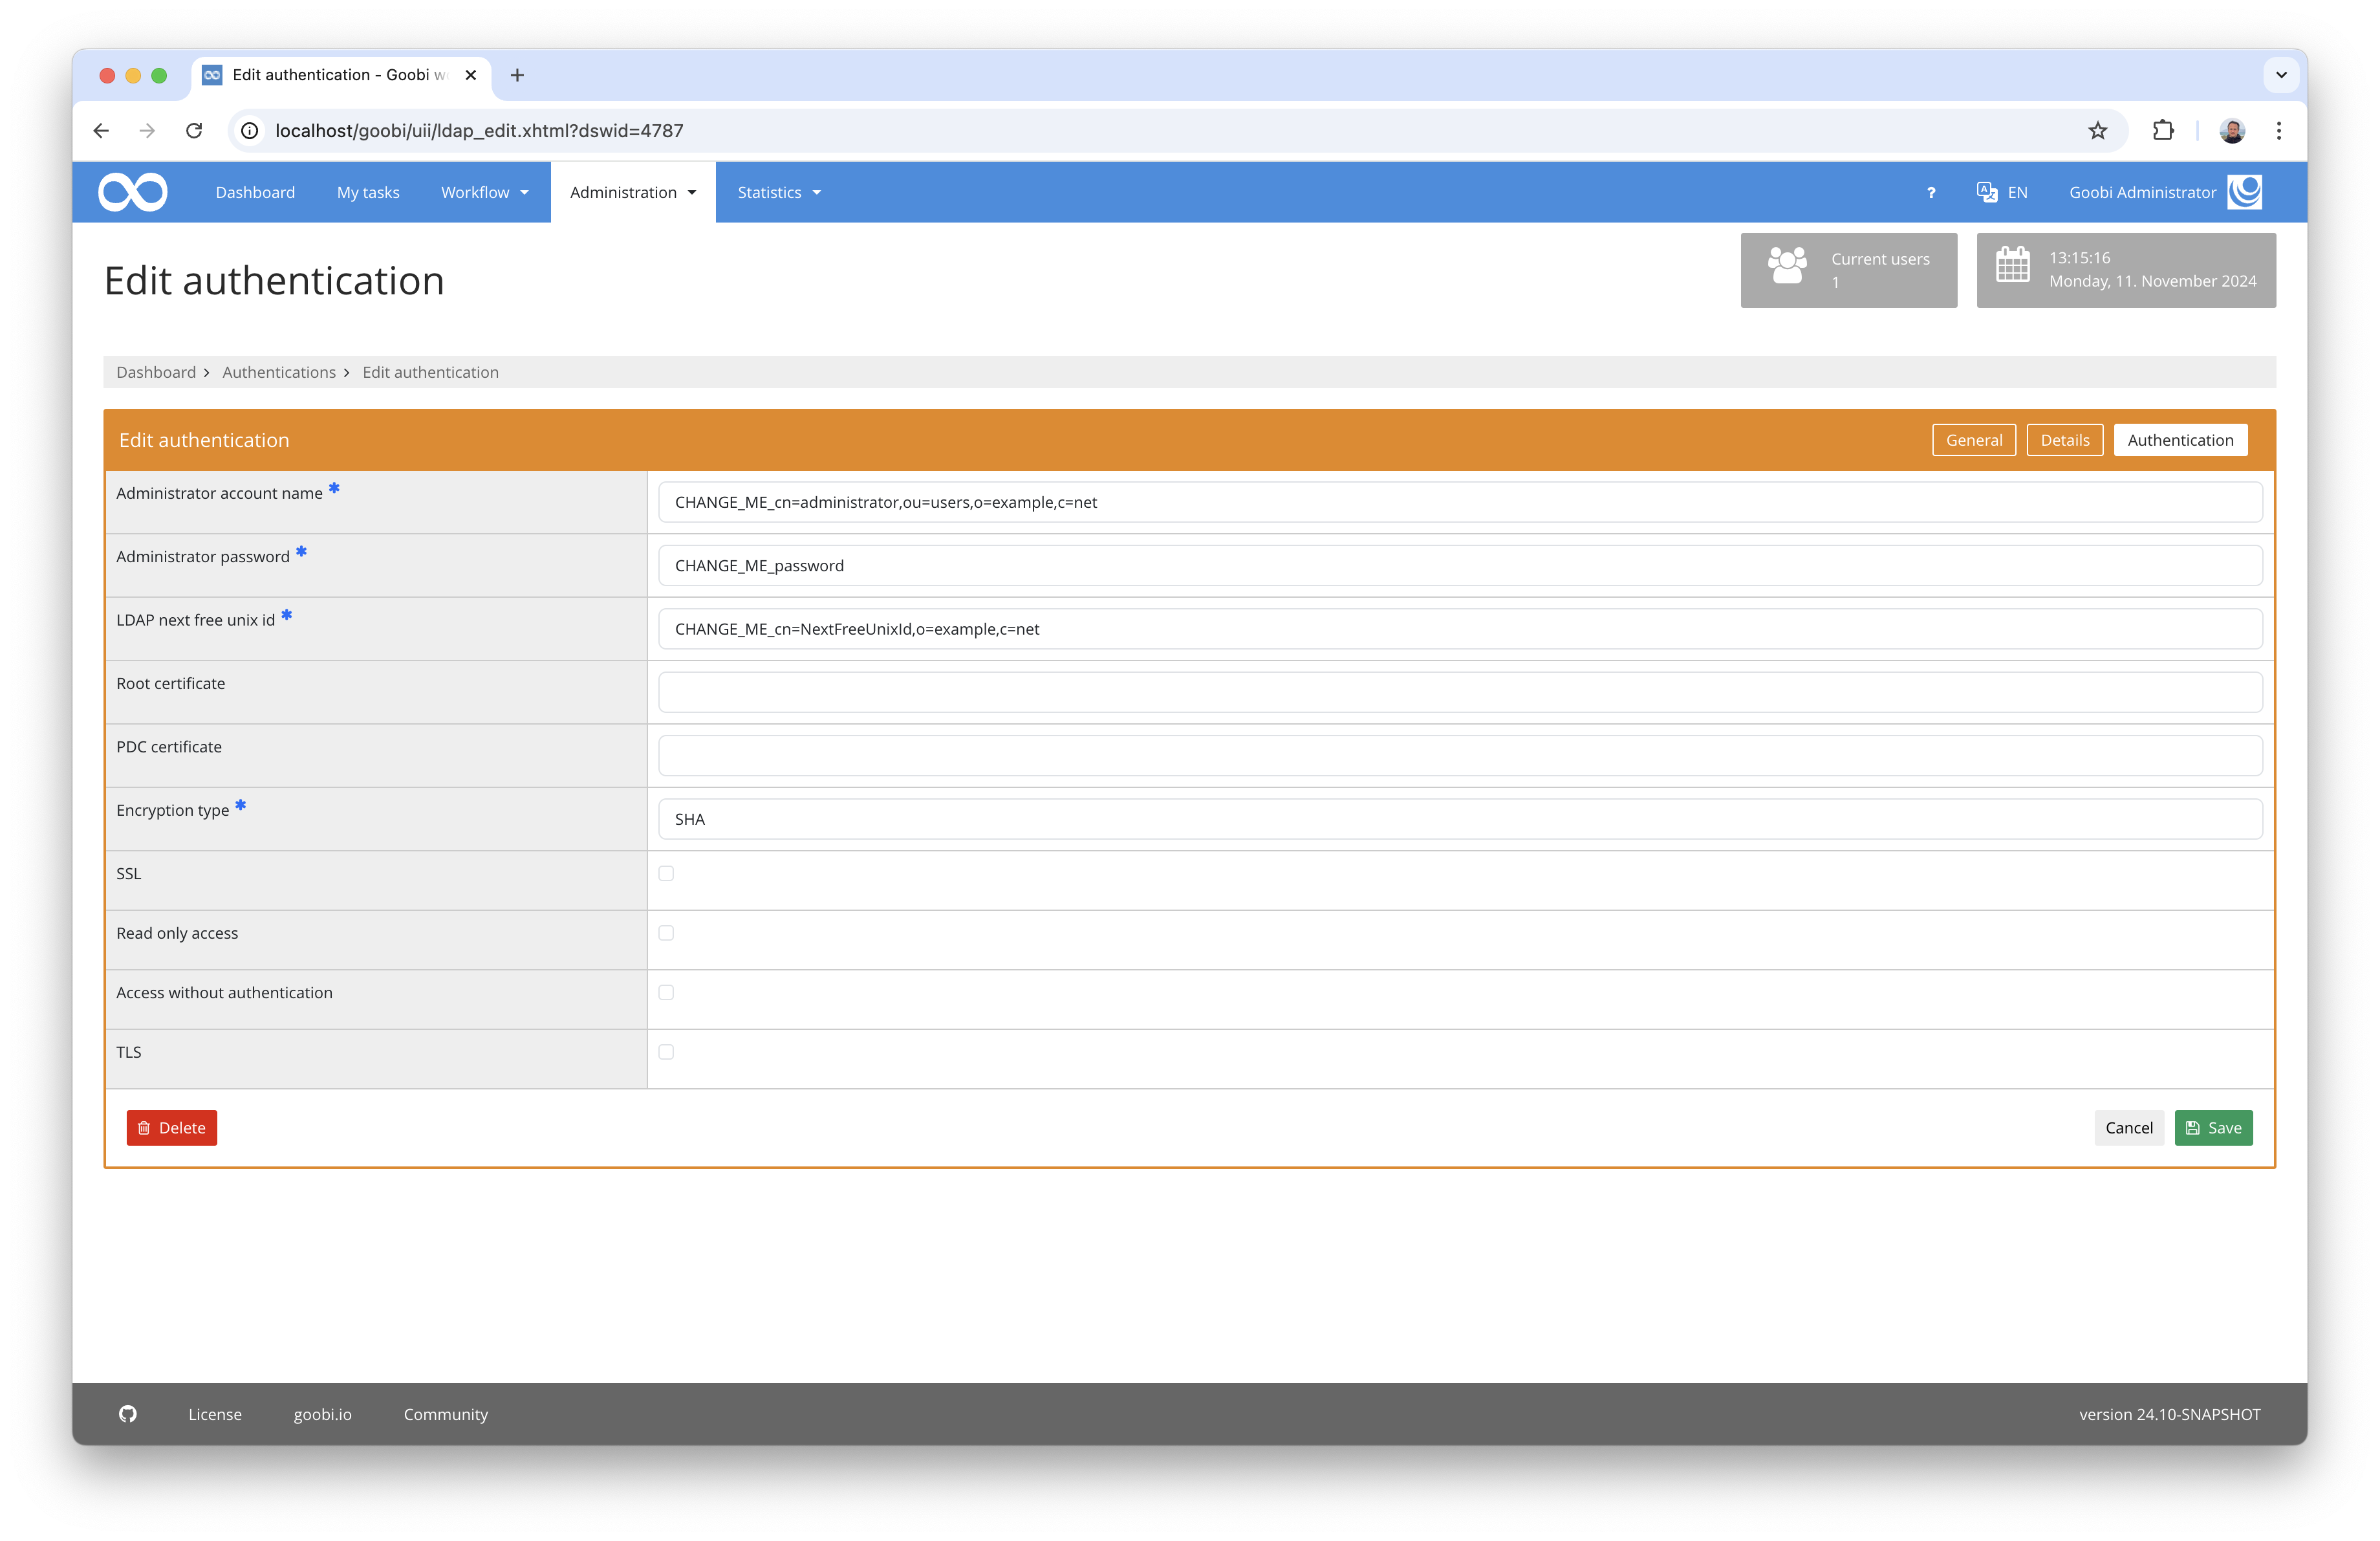 Edit authentication - Goobi w
localhost/goobi/uii/ldap_edit.xhtml?dswid=4787
Dashboard My tasks Workflow Administration Statistics ? EN Goobi Administrator
Edit authentication
Current users
1
13:15:16
Monday, 11. November 2024
Dashboard > Authentications > Edit authentication
Edit authentication General Details Authentication
Administrator account name * CHANGE_ME_cn=administrator,ou=users,o=example,c=net
Administrator password * CHANGE_ME_password
LDAP next free unix id * CHANGE_ME_cn=NextFreeUnixId,o=example,c=net
Root certificate
PDC certificate
Encryption type * SHA
SSL
Read only access
Access without authentication
TLS
Delete Cancel Save
License goobi.io Community version 24.10-SNAPSHOT